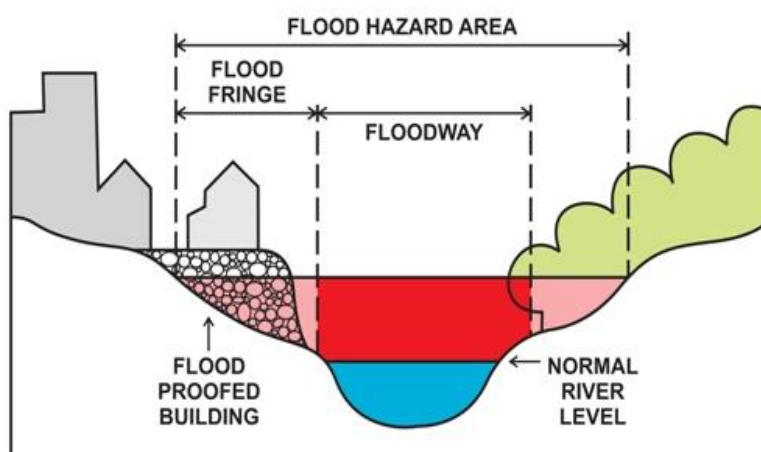 FLOOD HAZARD AREA
FLOOD
FRINGE
FLOODWAY
FLOOD
PROOFED
BUILDING
NORMAL
RIVER
LEVEL